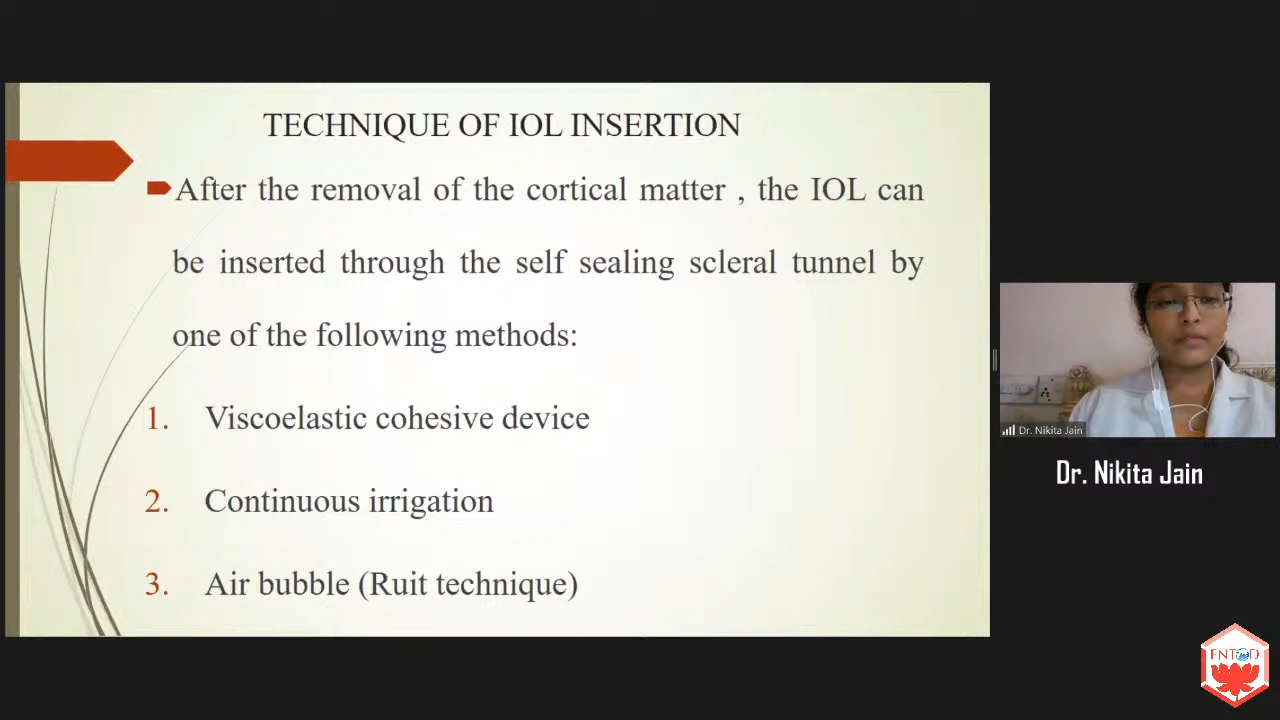 TECHNIQUE OF IOL INSERTION
After the removal of the cortical matter , the IOL can
be inserted through the self sealing scleral tunnel by
one of the following methods:
1. Viscoelastic cohesive device
2. Continuous irrigation
3. Air bubble (Ruit technique)
Dr. Nikita Jain
Dr. Nikita Jain
ENTOD